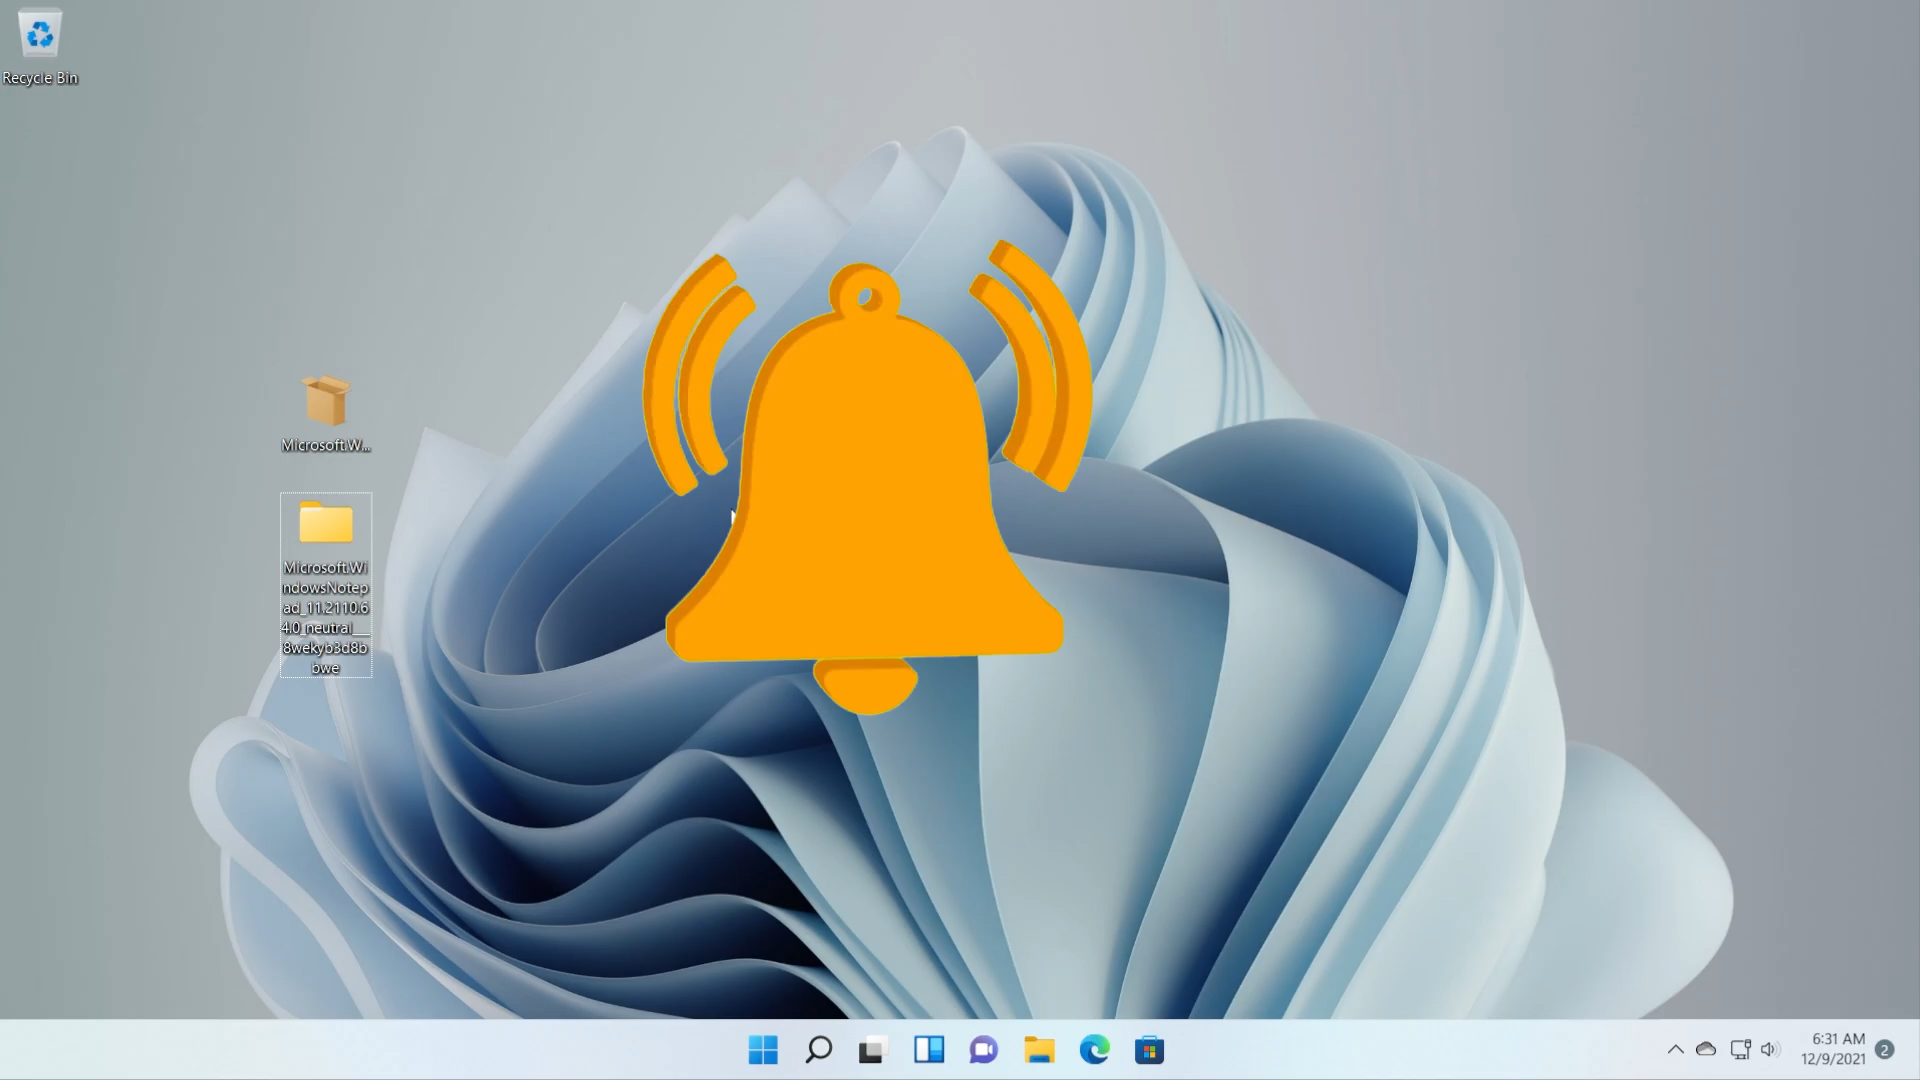 Recycle Bin
Microsoft.W...
Microsoft.Wi
ndowsNotep
ad_11.2110.6
4.0_neutral__
8wekyb3d8b
bwe
6:31 AM
12/9/2021
2